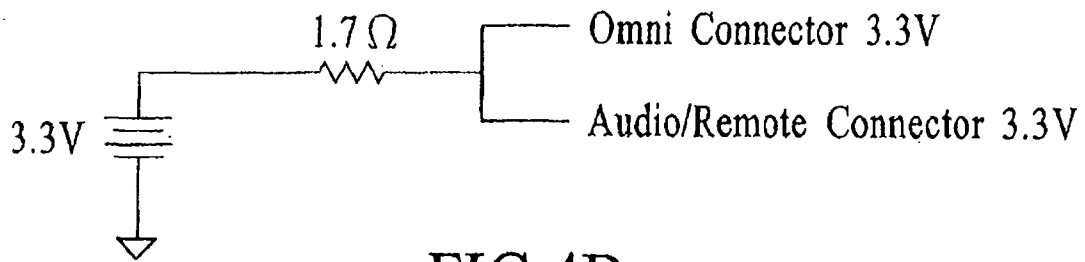 1.7 Ω
Omni Connector 3.3V
3.3V
Audio/Remote Connector 3.3V